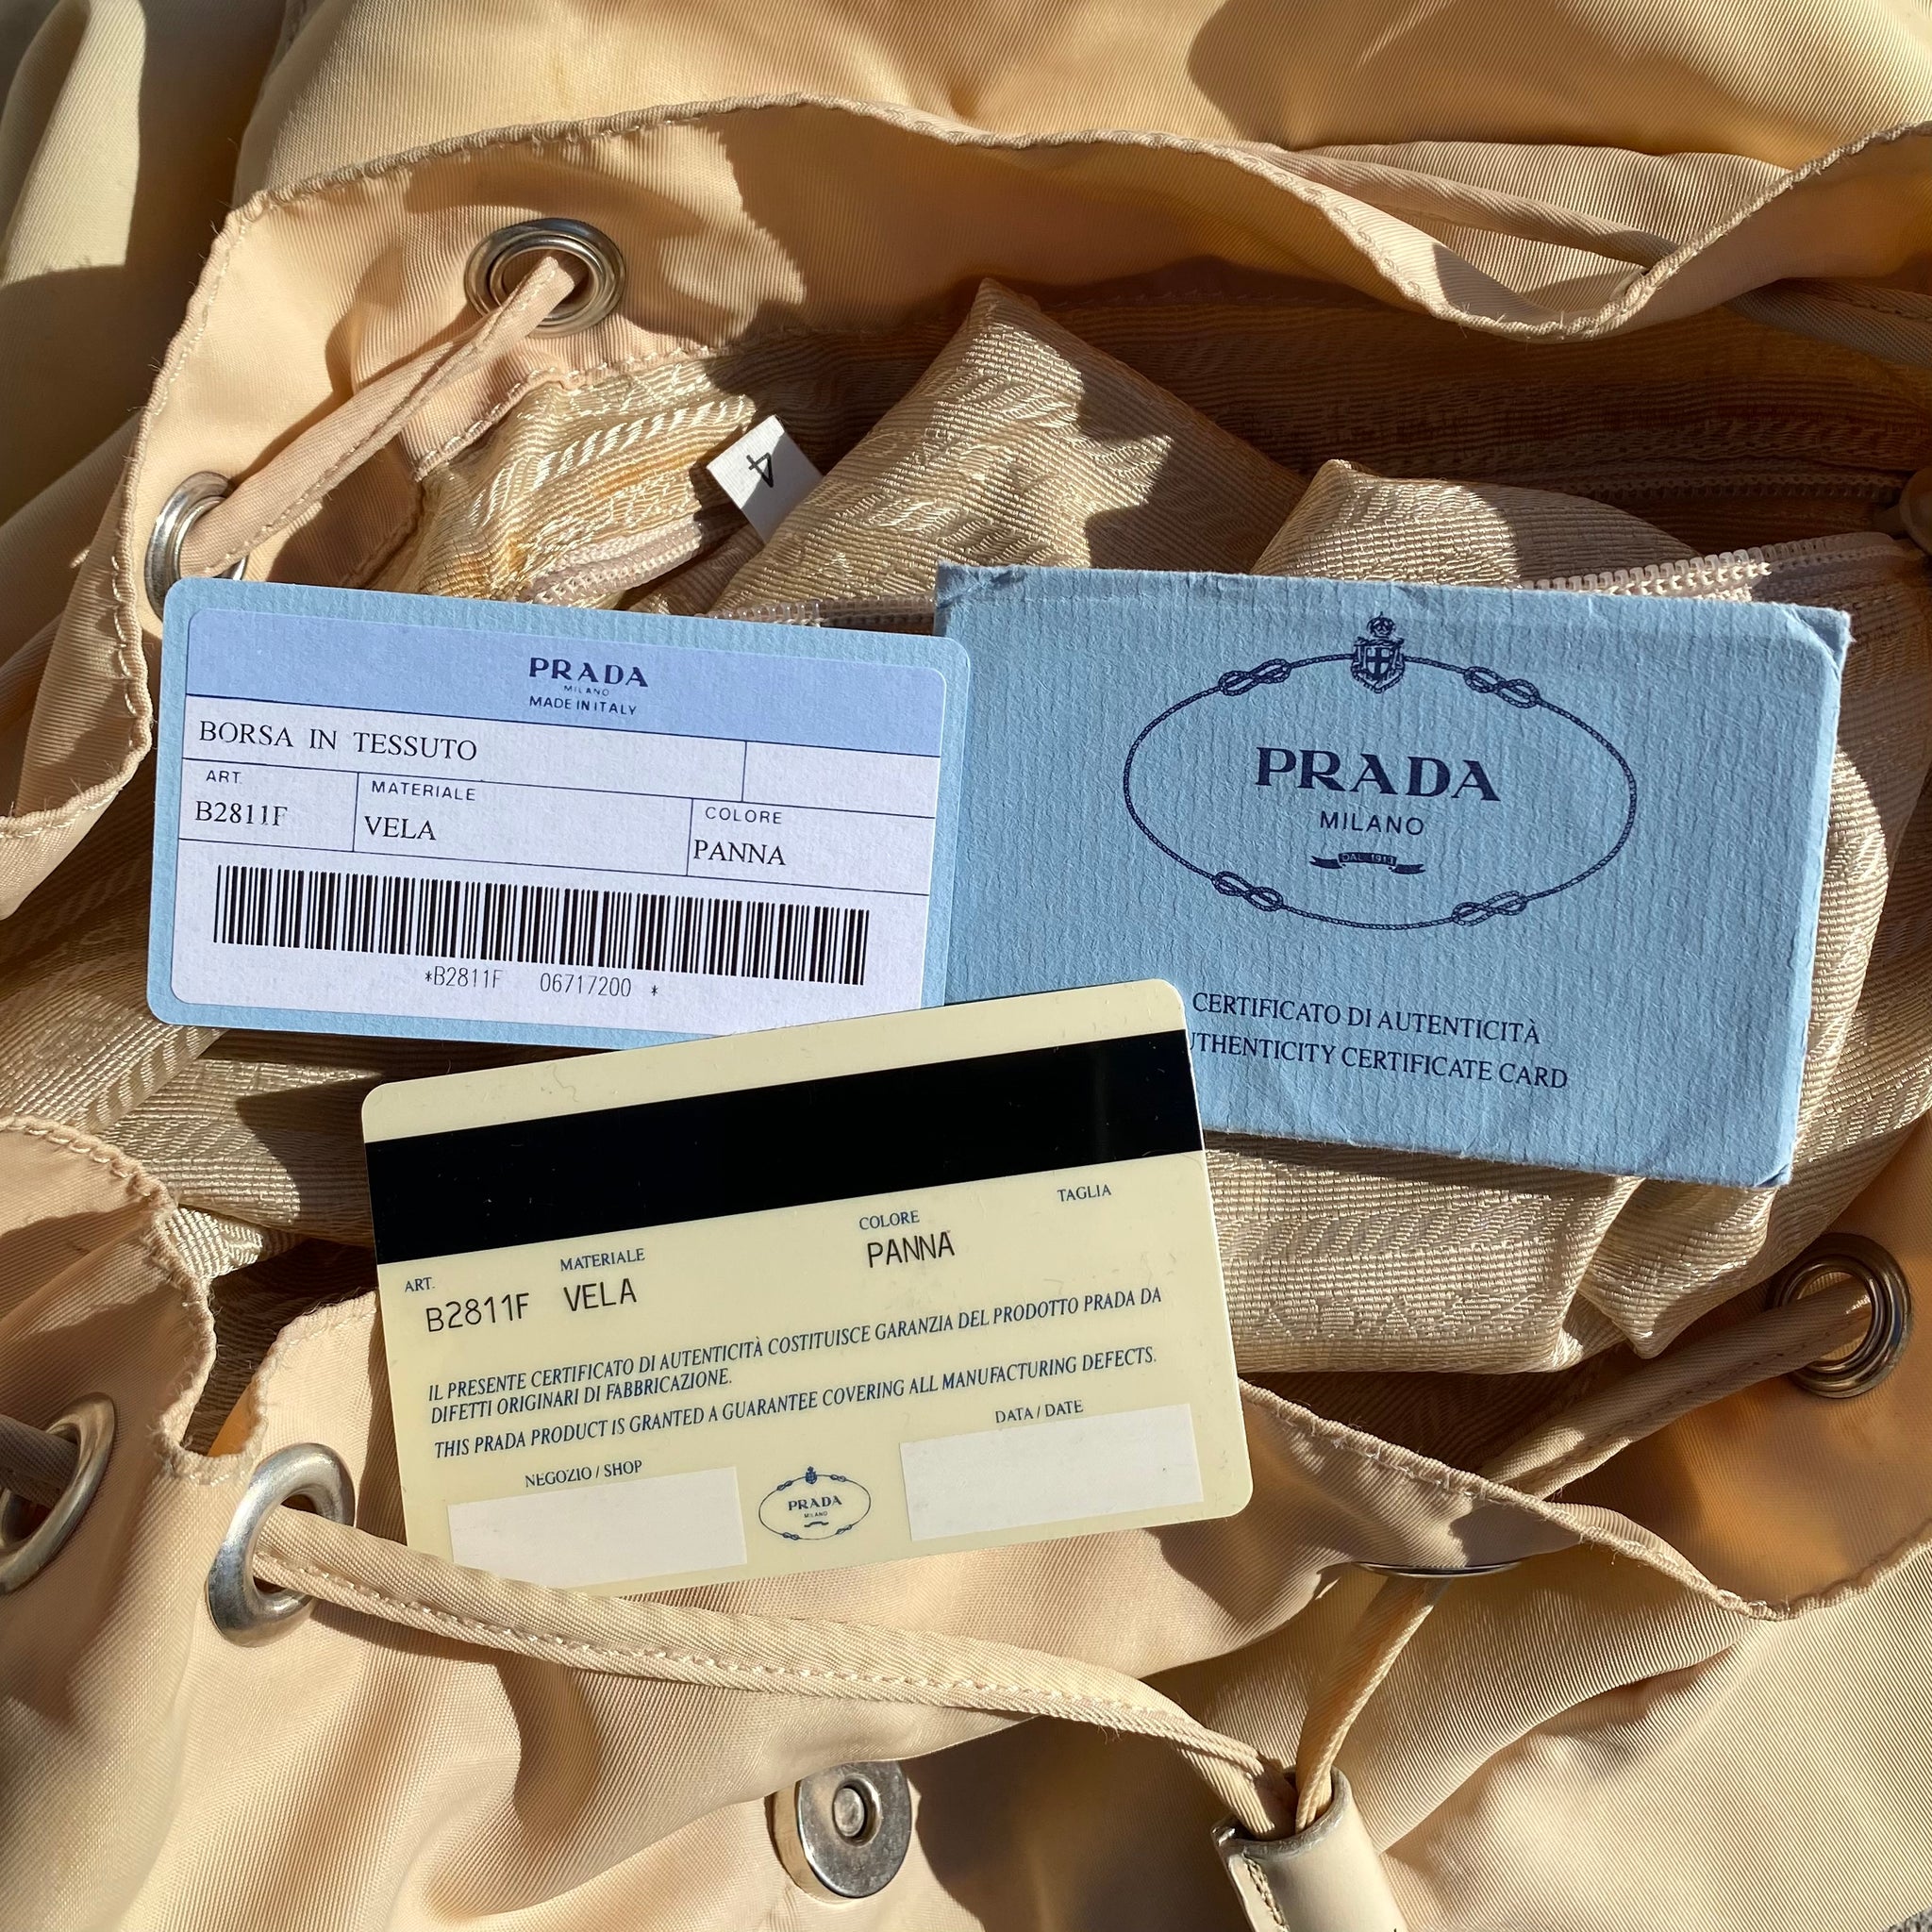 4
PRADA
MILANO
MADE IN ITALY
BORSA IN TESSUTO
ART. MATERIALE COLORE
B2811F VELA PANNA
*B2811F 06717200 *
PRADA
MILANO
DAL 1913
CERTIFICATO DI AUTENTICITÀ
UTHENTICITY CERTIFICATE CARD
ART. MATERIALE COLORE TAGLIA
B2811F VELA PANNA
IL PRESENTE CERTIFICATO DI AUTENTICITÀ COSTITUISCE GARANZIA DEL PRODOTTO PRADA DA
DIFETTI ORIGINARI DI FABBRICAZIONE.
THIS PRADA PRODUCT IS GRANTED A GUARANTEE COVERING ALL MANUFACTURING DEFECTS.
NEGOZIO / SHOP DATA / DATE
PRADA
MILANO